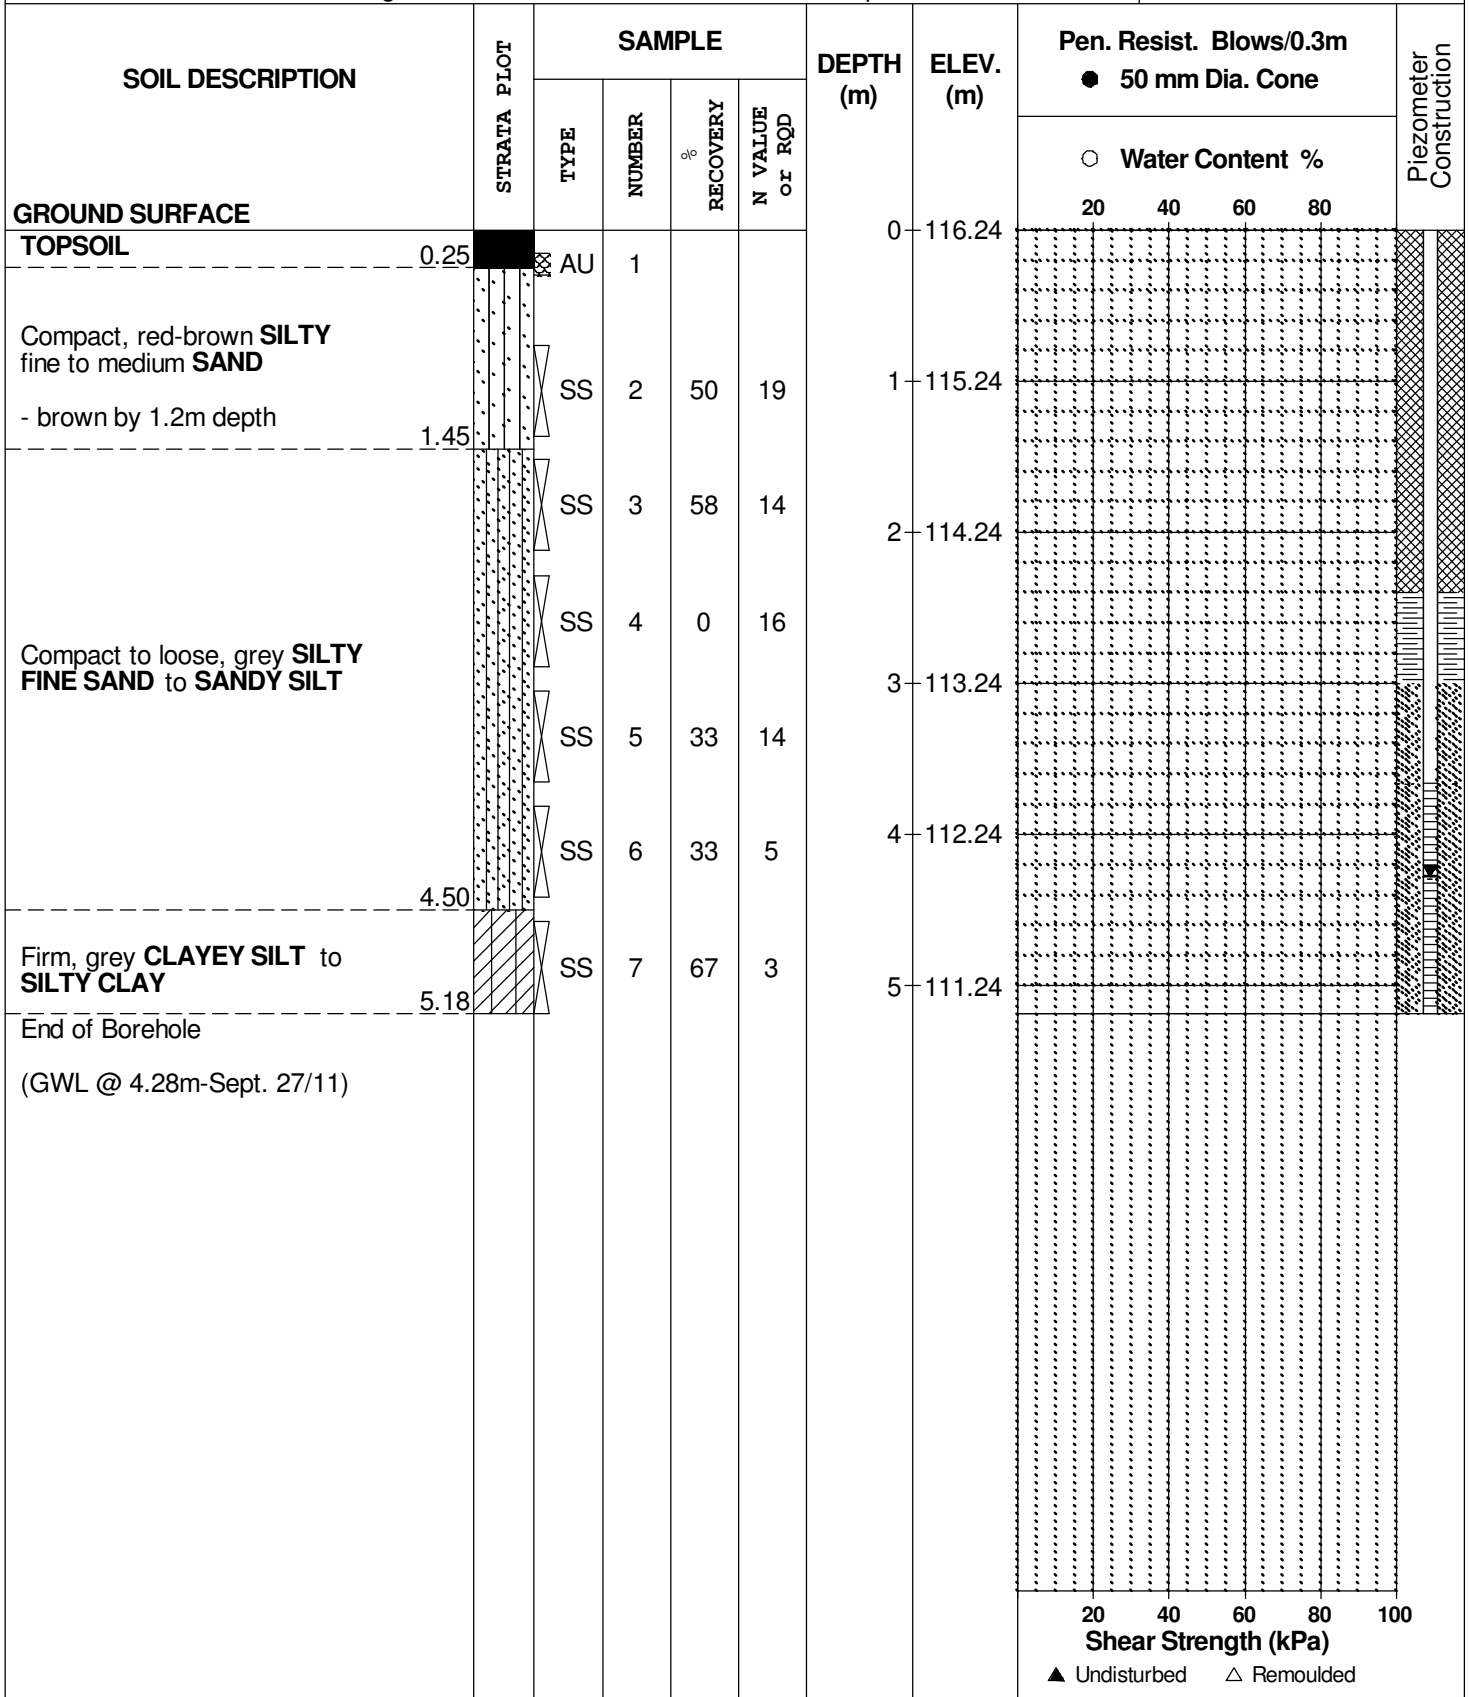 SOIL DESCRIPTION
STRATA PLOT
SAMPLE
TYPE
NUMBER
%
RECOVERY
N VALUE
or RQD
DEPTH
(m)
ELEV.
(m)
Pen. Resist. Blows/0.3m
● 50 mm Dia. Cone
○ Water Content %
Piezometer
Construction
20 40 60 80
GROUND SURFACE
0 116.24
TOPSOIL
0.25
AU 1
Compact, red-brown SILTY
fine to medium SAND
SS 2 50 19
1 115.24
- brown by 1.2m depth
1.45
SS 3 58 14
2 114.24
SS 4 0 16
Compact to loose, grey SILTY
FINE SAND to SANDY SILT
3 113.24
SS 5 33 14
4 112.24
SS 6 33 5
4.50
Firm, grey CLAYEY SILT to
SILTY CLAY
SS 7 67 3
5 111.24
5.18
End of Borehole
(GWL @ 4.28m-Sept. 27/11)
20 40 60 80 100
Shear Strength (kPa)
▲ Undisturbed △ Remoulded